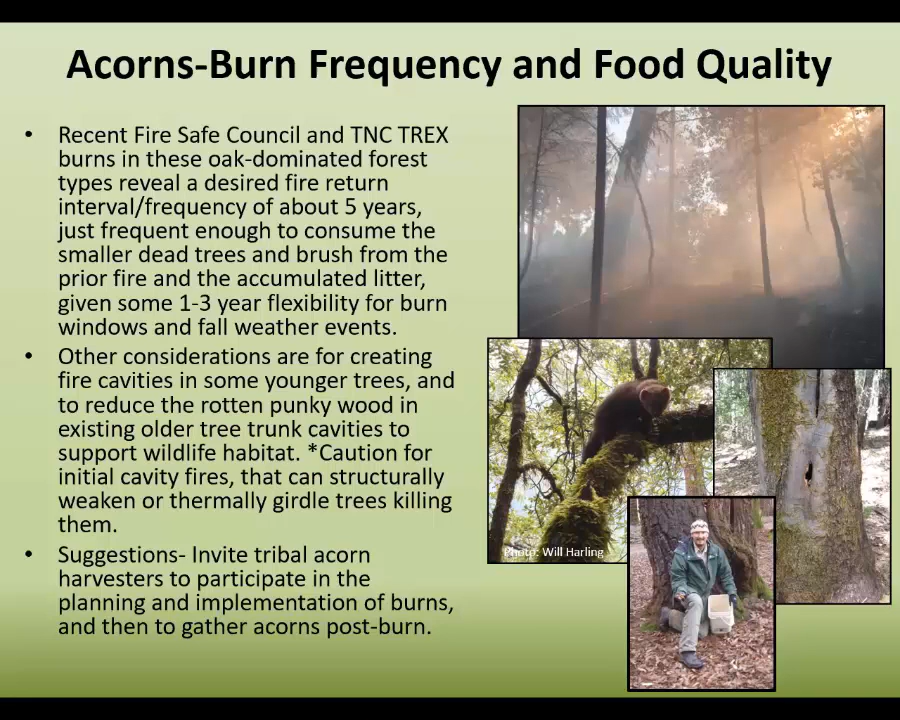 Acorns-Burn Frequency and Food Quality
• Recent Fire Safe Council and TNC TREX
burns in these oak-dominated forest
types reveal a desired fire return
interval/frequency of about 5 years,
just frequent enough to consume the
smaller dead trees and brush from the
prior fire and the accumulated litter,
given some 1-3 year flexibility for burn
windows and fall weather events.
• Other considerations are for creating
fire cavities in some younger trees, and
to reduce the rotten punky wood in
existing older tree trunk cavities to
support wildlife habitat. *Caution for
initial cavity fires, that can structurally
weaken or thermally girdle trees killing
them.
• Suggestions- Invite tribal acorn
harvesters to participate in the
planning and implementation of burns,
and then to gather acorns post-burn.
Photo: Will Harling